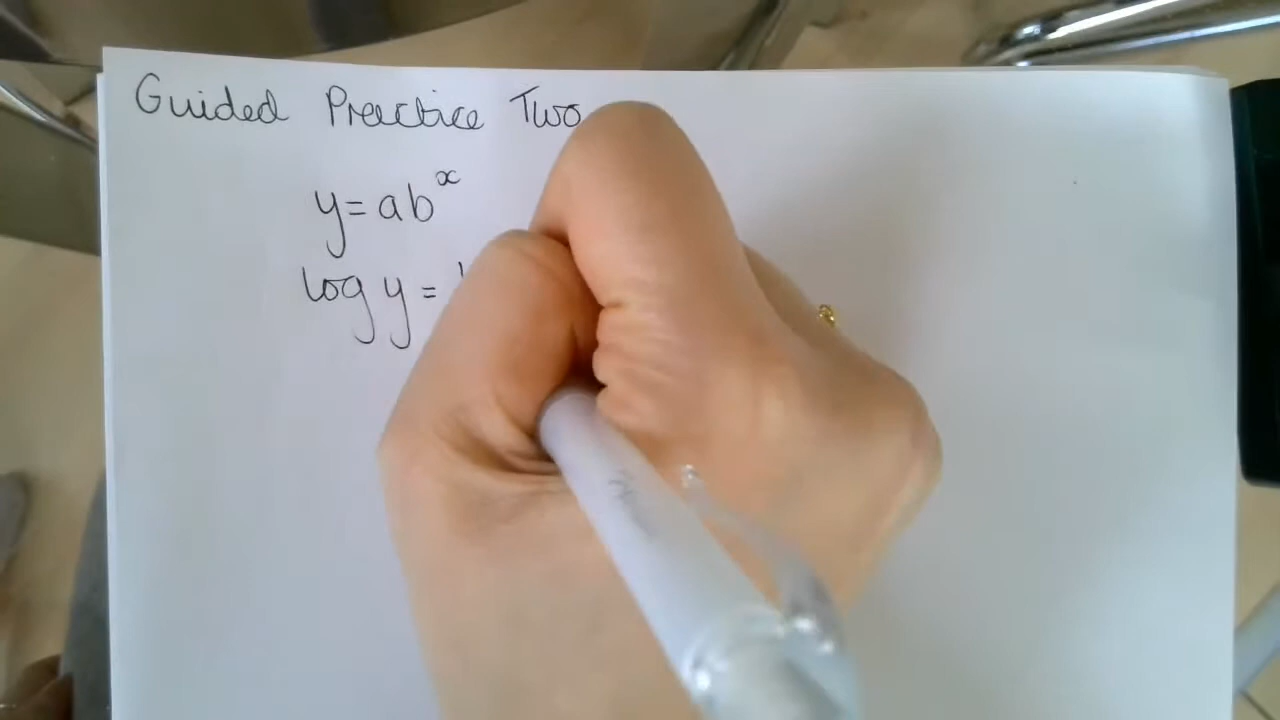 Guided Practice Two
y=ab^x
log y =